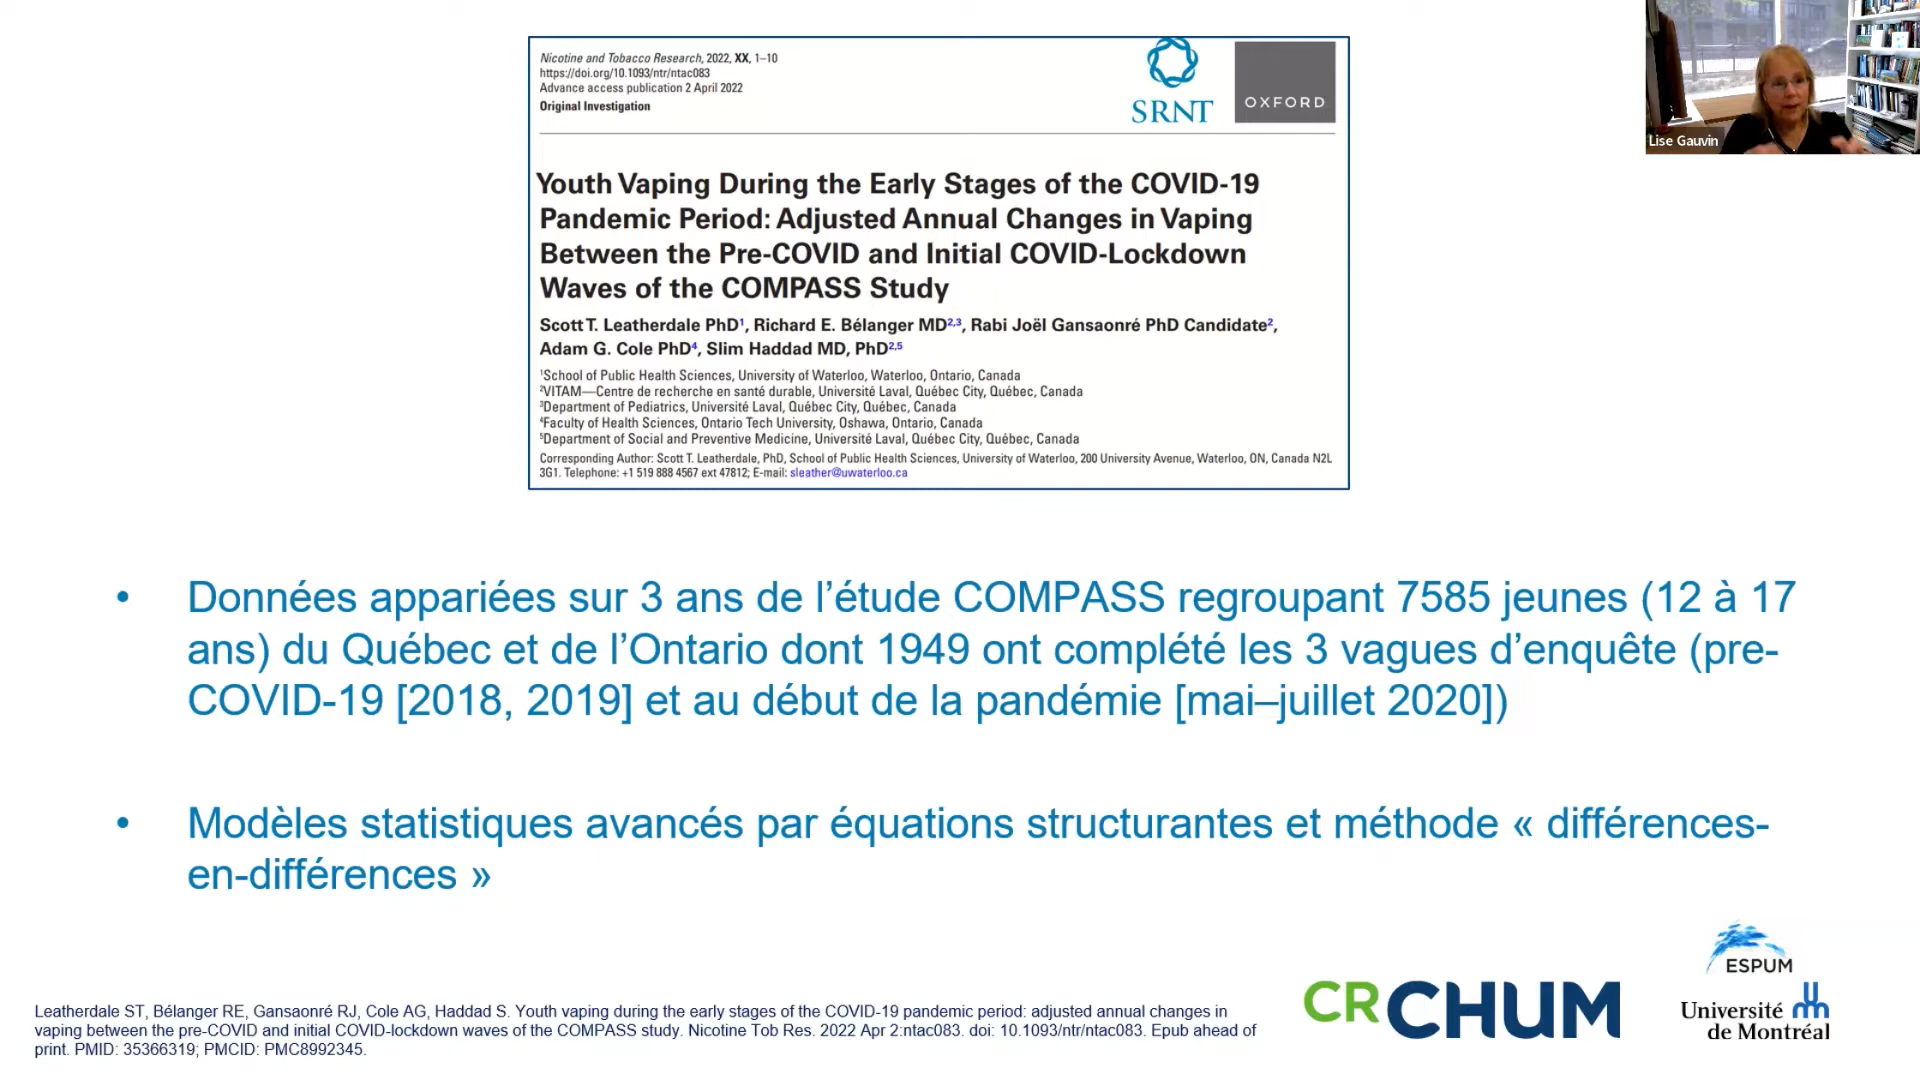 Nicotine and Tobacco Research, 2022, XX, 1–10
https://doi.org/10.1093/ntr/ntac083
Advance access publication 2 April 2022
Original Investigation
SRNT
OXFORD
Lise Gauvin
Youth Vaping During the Early Stages of the COVID-19
Pandemic Period: Adjusted Annual Changes in Vaping
Between the Pre-COVID and Initial COVID-Lockdown
Waves of the COMPASS Study
Scott T. Leatherdale PhD1, Richard E. Bélanger MD2,3, Rabi Joël Gansaonré PhD Candidate2,
Adam G. Cole PhD4, Slim Haddad MD, PhD2,5
1School of Public Health Sciences, University of Waterloo, Waterloo, Ontario, Canada
2VITAM—Centre de recherche en santé durable, Université Laval, Québec City, Québec, Canada
3Department of Pediatrics, Université Laval, Québec City, Québec, Canada
4Faculty of Health Sciences, Ontario Tech University, Oshawa, Ontario, Canada
5Department of Social and Preventive Medicine, Université Laval, Québec City, Québec, Canada
Corresponding Author: Scott T. Leatherdale, PhD, School of Public Health Sciences, University of Waterloo, 200 University Avenue, Waterloo, ON, Canada N2L
3G1. Telephone: +1 519 888 4567 ext 47812; E-mail: sleather@uwaterloo.ca
• Données appariées sur 3 ans de l’étude COMPASS regroupant 7585 jeunes (12 à 17
ans) du Québec et de l’Ontario dont 1949 ont complété les 3 vagues d’enquête (pre-
COVID-19 [2018, 2019] et au début de la pandémie [mai–juillet 2020])
• Modèles statistiques avancés par équations structurantes et méthode « différences-
en-différences »
Leatherdale ST, Bélanger RE, Gansaonré RJ, Cole AG, Haddad S. Youth vaping during the early stages of the COVID-19 pandemic period: adjusted annual changes in
vaping between the pre-COVID and initial COVID-lockdown waves of the COMPASS study. Nicotine Tob Res. 2022 Apr 2:ntac083. doi: 10.1093/ntr/ntac083. Epub ahead of
print. PMID: 35366319; PMCID: PMC8992345.
CRCHUM
ESPUM
Université
de Montréal